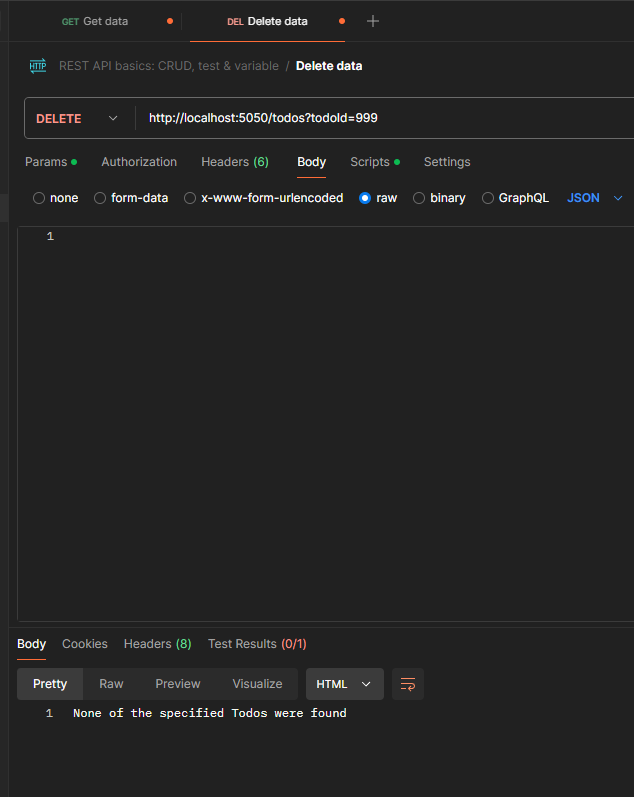 GET Get data DEL Delete data
HTTP REST API basics: CRUD, test & variable / Delete data
DELETE http://localhost:5050/todos?todoId=999
Params Authorization Headers (6) Body Scripts Settings
none form-data x-www-form-urlencoded raw binary GraphQL JSON
1
Body Cookies Headers (8) Test Results (0/1)
Pretty Raw Preview Visualize HTML
1 None of the specified Todos were found